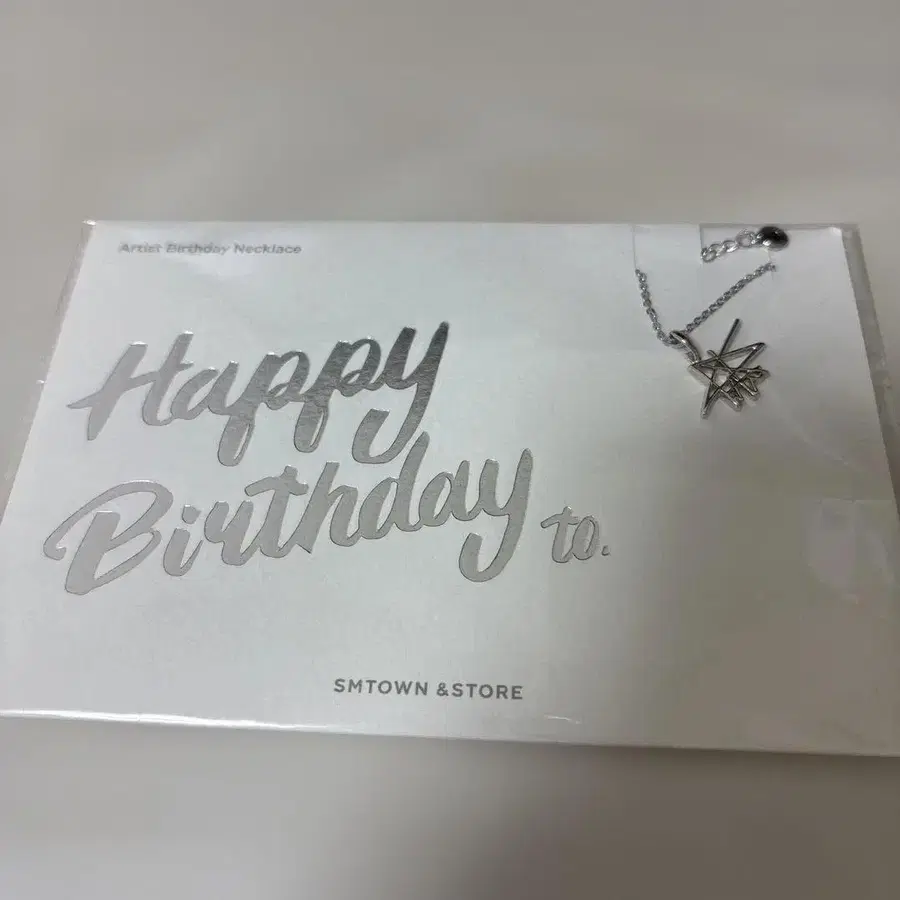 Artist Birthday Necklace
Happy
Birthday to.
SMTOWN &STORE